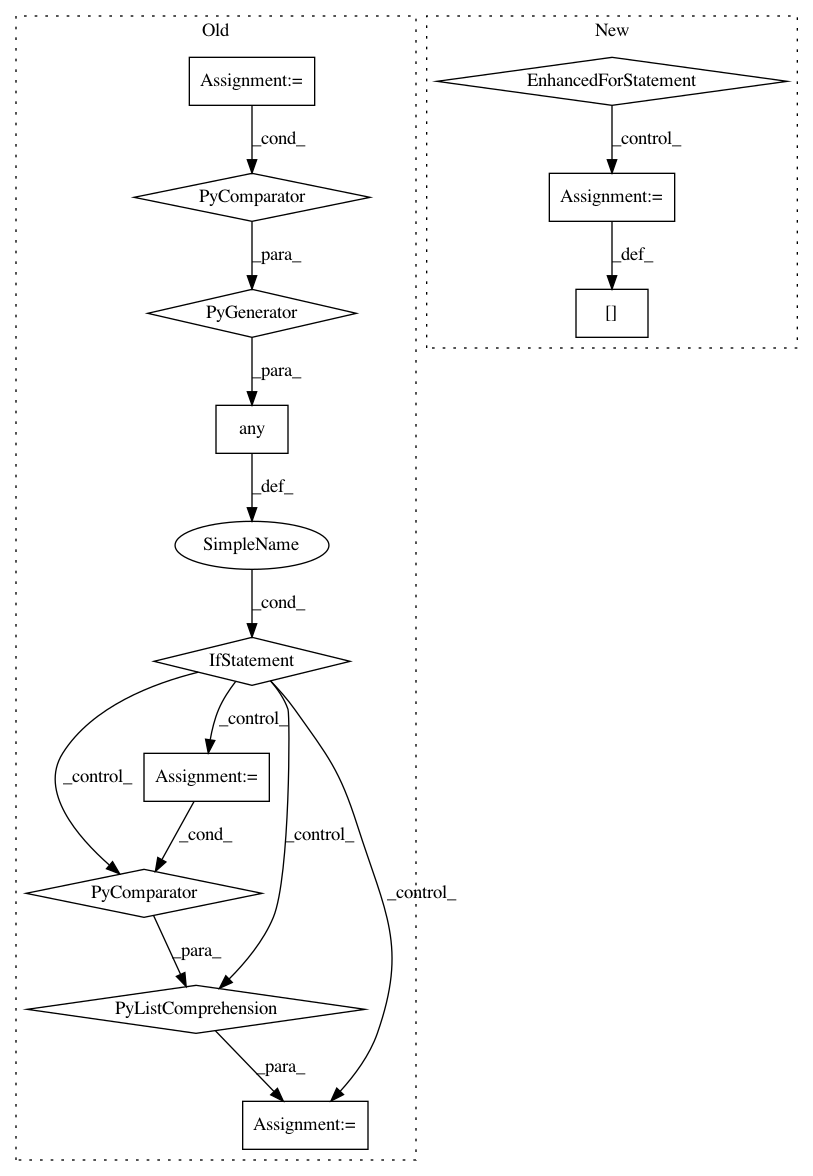 Old
Assignment:=
_cond_
PyComparator
_para_
PyGenerator
_para_
any
_def_
SimpleName
_cond_
IfStatement
_control_
_control_
Assignment:=
_cond_
_control_
_control_
PyComparator
_para_
PyListComprehension
_para_
Assignment:=
New
EnhancedForStatement
_control_
Assignment:=
_def_
[]